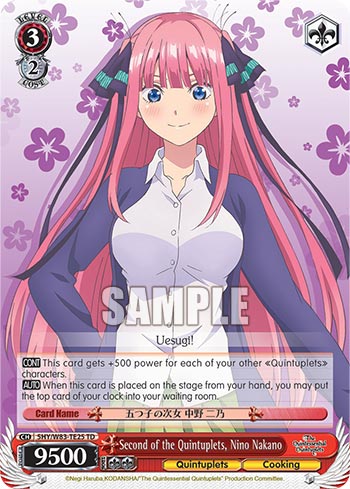 LEVEL
3
2
COST
SAMPLE
Uesugi!
CONT This card gets +500 power for each of your other «Quintuplets»
characters.
AUTO When this card is placed on the stage from your hand, you may put
the top card of your clock into your waiting room.
Card Name 五つ子の次女 中野 二乃
CH 5HY/W83-TE25 TD
Second of the Quintuplets, Nino Nakano
The Quintessential Quintuplets
POWER 9500
Quintuplets Cooking
©Negi Haruba,KODANSHA/"The Quintessential Quintuplets" Production Committee.